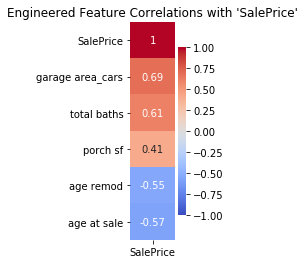 Engineered Feature Correlations with 'SalePrice'
SalePrice
1
garage area_cars
0.69
total baths
0.61
porch sf
0.41
age remod
-0.55
age at sale
-0.57
SalePrice
1.00
0.75
0.50
0.25
0.00
−0.25
−0.50
−0.75
−1.00